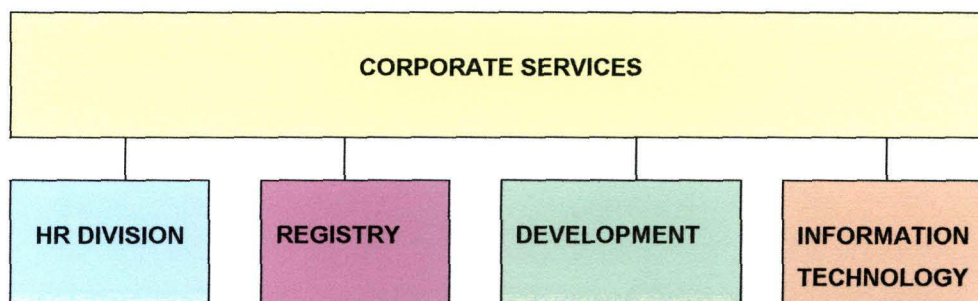 CORPORATE SERVICES
HR DIVISION
REGISTRY
DEVELOPMENT
INFORMATION
TECHNOLOGY